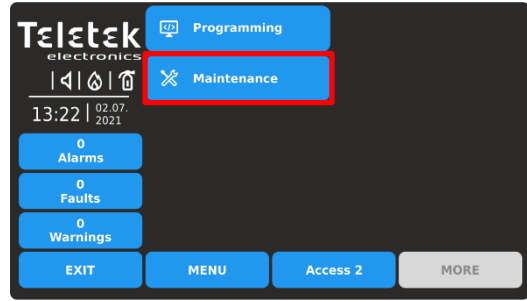 Teletek
electronics
13:22 02.07.
2021
0
Alarms
0
Faults
0
Warnings
Programming
Maintenance
EXIT
MENU
Access 2
MORE